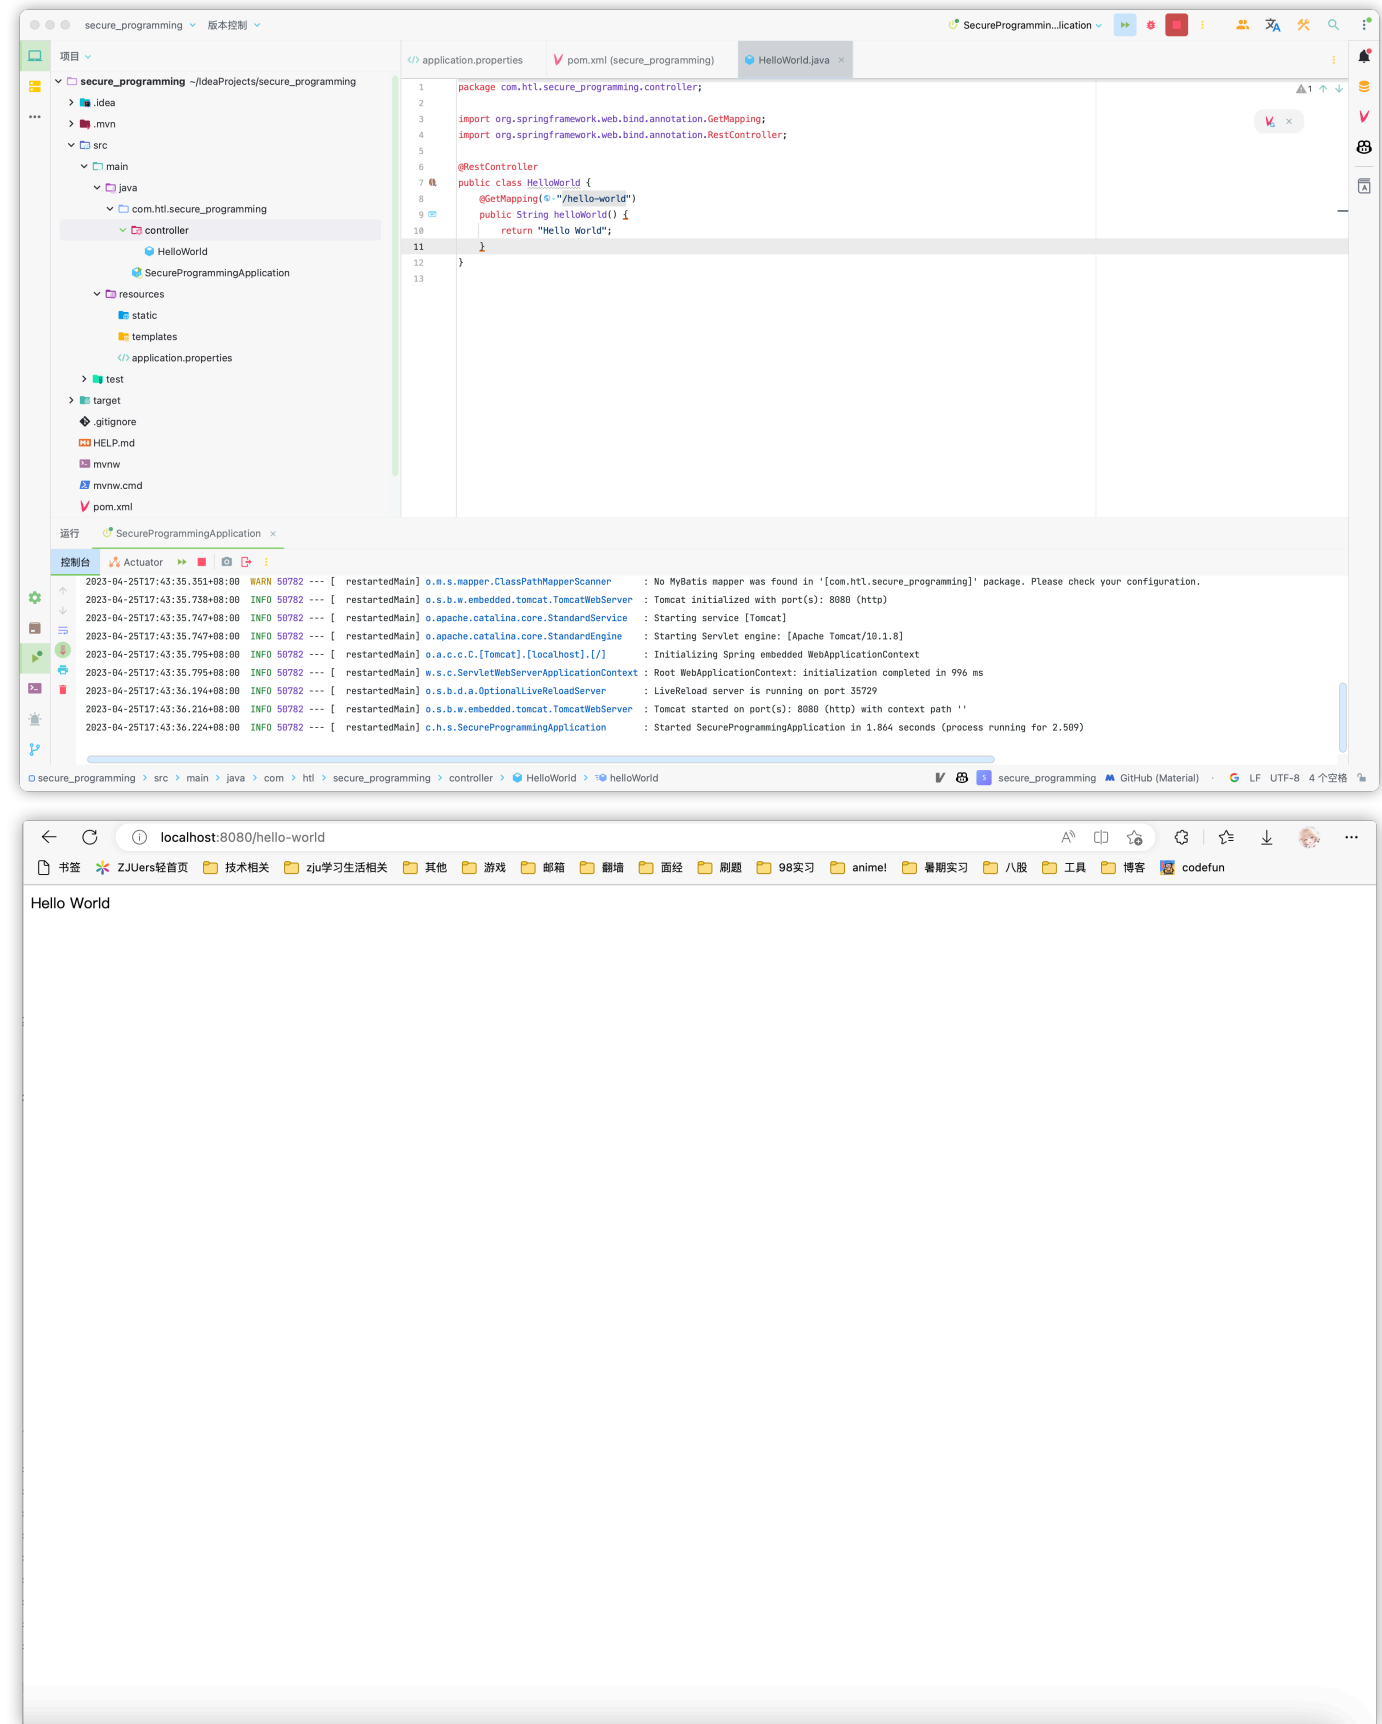 secure_programming 版本控制 SecureProgrammin...lication
项目
application.properties pom.xml (secure_programming) HelloWorld.java
secure_programming ~/IdeaProjects/secure_programming
.idea
.mvn
src
main
java
com.htl.secure_programming
controller
HelloWorld
SecureProgrammingApplication
resources
static
templates
application.properties
test
target
.gitignore
HELP.md
mvnw
mvnw.cmd
pom.xml
1 package com.htl.secure_programming.controller;
2
3 import org.springframework.web.bind.annotation.GetMapping;
4 import org.springframework.web.bind.annotation.RestController;
5
6 @RestController
7 public class HelloWorld {
8 @GetMapping("/hello-world")
9 public String helloWorld() {
10 return "Hello World";
11 }
12 }
13
1
运行 SecureProgrammingApplication
控制台 Actuator
2023-04-25T17:43:35.351+08:00 WARN 50782 --- [ restartedMain] o.m.s.mapper.ClassPathMapperScanner : No MyBatis mapper was found in '[com.htl.secure_programming]' package. Please check your configuration.
2023-04-25T17:43:35.738+08:00 INFO 50782 --- [ restartedMain] o.s.b.w.embedded.tomcat.TomcatWebServer : Tomcat initialized with port(s): 8080 (http)
2023-04-25T17:43:35.747+08:00 INFO 50782 --- [ restartedMain] o.apache.catalina.core.StandardService : Starting service [Tomcat]
2023-04-25T17:43:35.747+08:00 INFO 50782 --- [ restartedMain] o.apache.catalina.core.StandardEngine : Starting Servlet engine: [Apache Tomcat/10.1.8]
2023-04-25T17:43:35.795+08:00 INFO 50782 --- [ restartedMain] o.a.c.c.C.[Tomcat].[localhost].[/] : Initializing Spring embedded WebApplicationContext
2023-04-25T17:43:35.795+08:00 INFO 50782 --- [ restartedMain] w.s.c.ServletWebServerApplicationContext : Root WebApplicationContext: initialization completed in 996 ms
2023-04-25T17:43:36.194+08:00 INFO 50782 --- [ restartedMain] o.s.b.d.a.OptionalLiveReloadServer : LiveReload server is running on port 35729
2023-04-25T17:43:36.216+08:00 INFO 50782 --- [ restartedMain] o.s.b.w.embedded.tomcat.TomcatWebServer : Tomcat started on port(s): 8080 (http) with context path ''
2023-04-25T17:43:36.224+08:00 INFO 50782 --- [ restartedMain] c.h.s.SecureProgrammingApplication : Started SecureProgrammingApplication in 1.864 seconds (process running for 2.509)
secure_programming > src > main > java > com > htl > secure_programming > controller > HelloWorld > helloWorld secure_programming GitHub (Material) LF UTF-8 4 个空格
localhost:8080/hello-world
书签 ZJUers轻首页 技术相关 zju学习生活相关 其他 游戏 邮箱 翻墙 面经 刷题 98实习 anime! 暑期实习 八股 工具 博客 codefun
Hello World